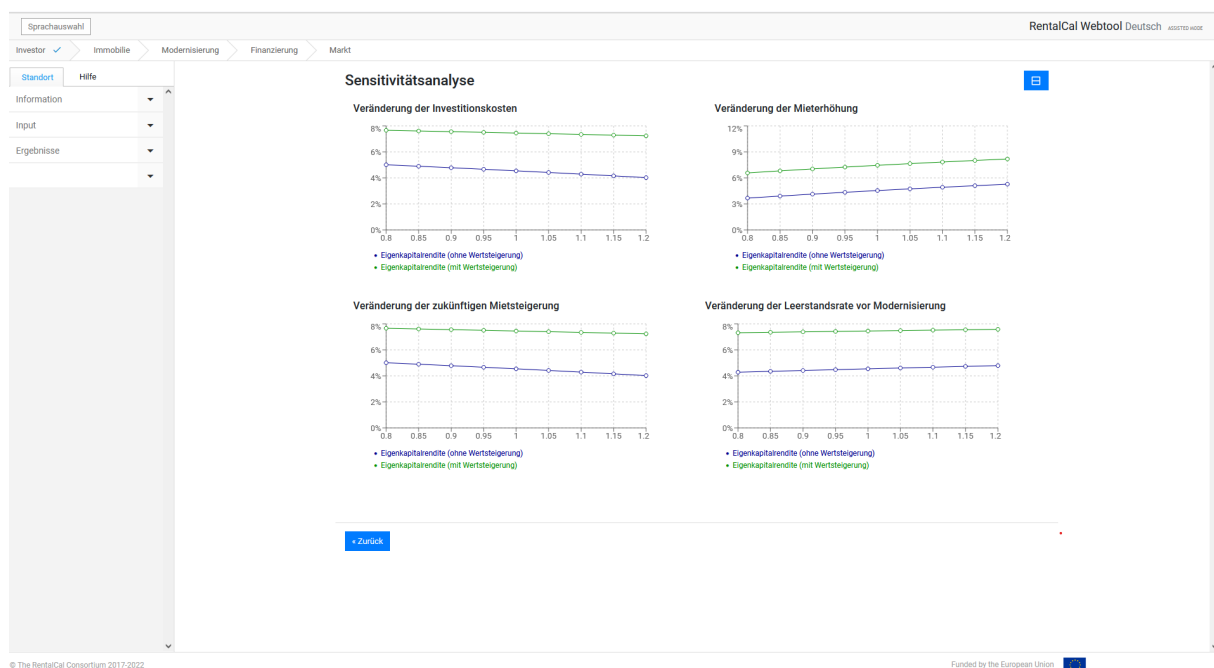 Sprachauswahl
RentalCal Webtool Deutsch ASSISTED MODE
Investor
Immobilie
Modernisierung
Finanzierung
Markt
Standort
Hilfe
Information
Input
Ergebnisse
Sensitivitätsanalyse
Veränderung der Investitionskosten
8%
6%
4%
2%
0%
0.8 0.85 0.9 0.95 1 1.05 1.1 1.15 1.2
• Eigenkapitalrendite (ohne Wertsteigerung)
• Eigenkapitalrendite (mit Wertsteigerung)
Veränderung der Mieterhöhung
12%
9%
6%
3%
0%
0.8 0.85 0.9 0.95 1 1.05 1.1 1.15 1.2
• Eigenkapitalrendite (ohne Wertsteigerung)
• Eigenkapitalrendite (mit Wertsteigerung)
Veränderung der zukünftigen Mietsteigerung
8%
6%
4%
2%
0%
0.8 0.85 0.9 0.95 1 1.05 1.1 1.15 1.2
• Eigenkapitalrendite (ohne Wertsteigerung)
• Eigenkapitalrendite (mit Wertsteigerung)
Veränderung der Leerstandsrate vor Modernisierung
8%
6%
4%
2%
0%
0.8 0.85 0.9 0.95 1 1.05 1.1 1.15 1.2
• Eigenkapitalrendite (ohne Wertsteigerung)
• Eigenkapitalrendite (mit Wertsteigerung)
« Zurück
© The RentalCal Consortium 2017-2022
Funded by the European Union